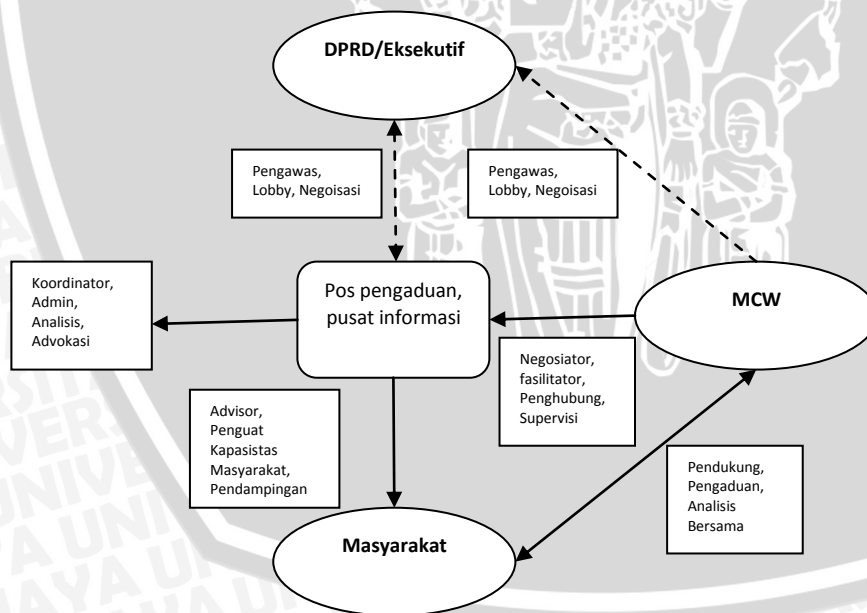 DPRD/Eksekutif
Pengawas,
Lobby, Negoisasi
Pengawas,
Lobby, Negoisasi
Koordinator,
Admin,
Analisis,
Advokasi
Pos pengaduan,
pusat informasi
MCW
Negosiator,
fasilitator,
Penghubung,
Supervisi
Advisor,
Penguat
Kapasistas
Masyarakat,
Pendampingan
Pendukung,
Pengaduan,
Analisis
Bersama
Masyarakat